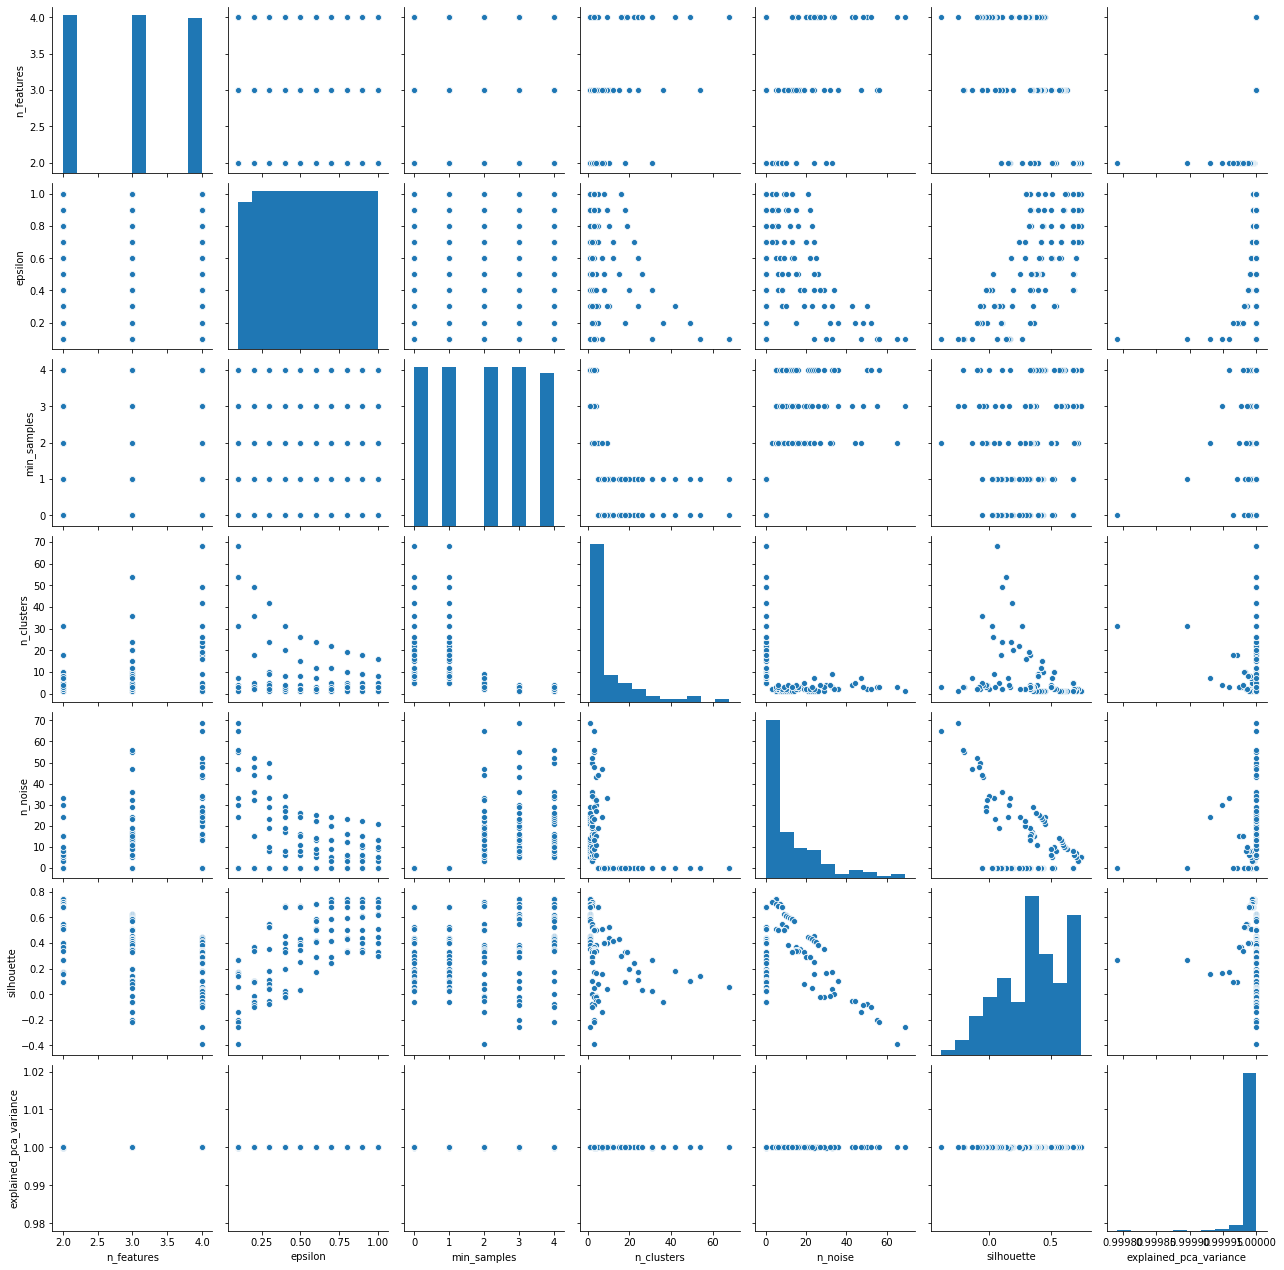 n_features
4.0
3.5
3.0
2.5
2.0
epsilon
1.0
0.8
0.6
0.4
0.2
min_samples
4
3
2
1
0
n_clusters
70
60
50
40
30
20
10
0
n_noise
70
60
50
40
30
20
10
0
silhouette
0.8
0.6
0.4
0.2
0.0
−0.2
−0.4
explained_pca_variance
1.02
1.01
1.00
0.99
0.98
2.0 2.5 3.0 3.5 4.0
n_features
0.25 0.50 0.75 1.00
epsilon
0 1 2 3 4
min_samples
0 20 40 60
n_clusters
0 20 40 60
n_noise
0.0 0.5
silhouette
0.99980 0.99985 0.99990 0.99995 1.00000
explained_pca_variance